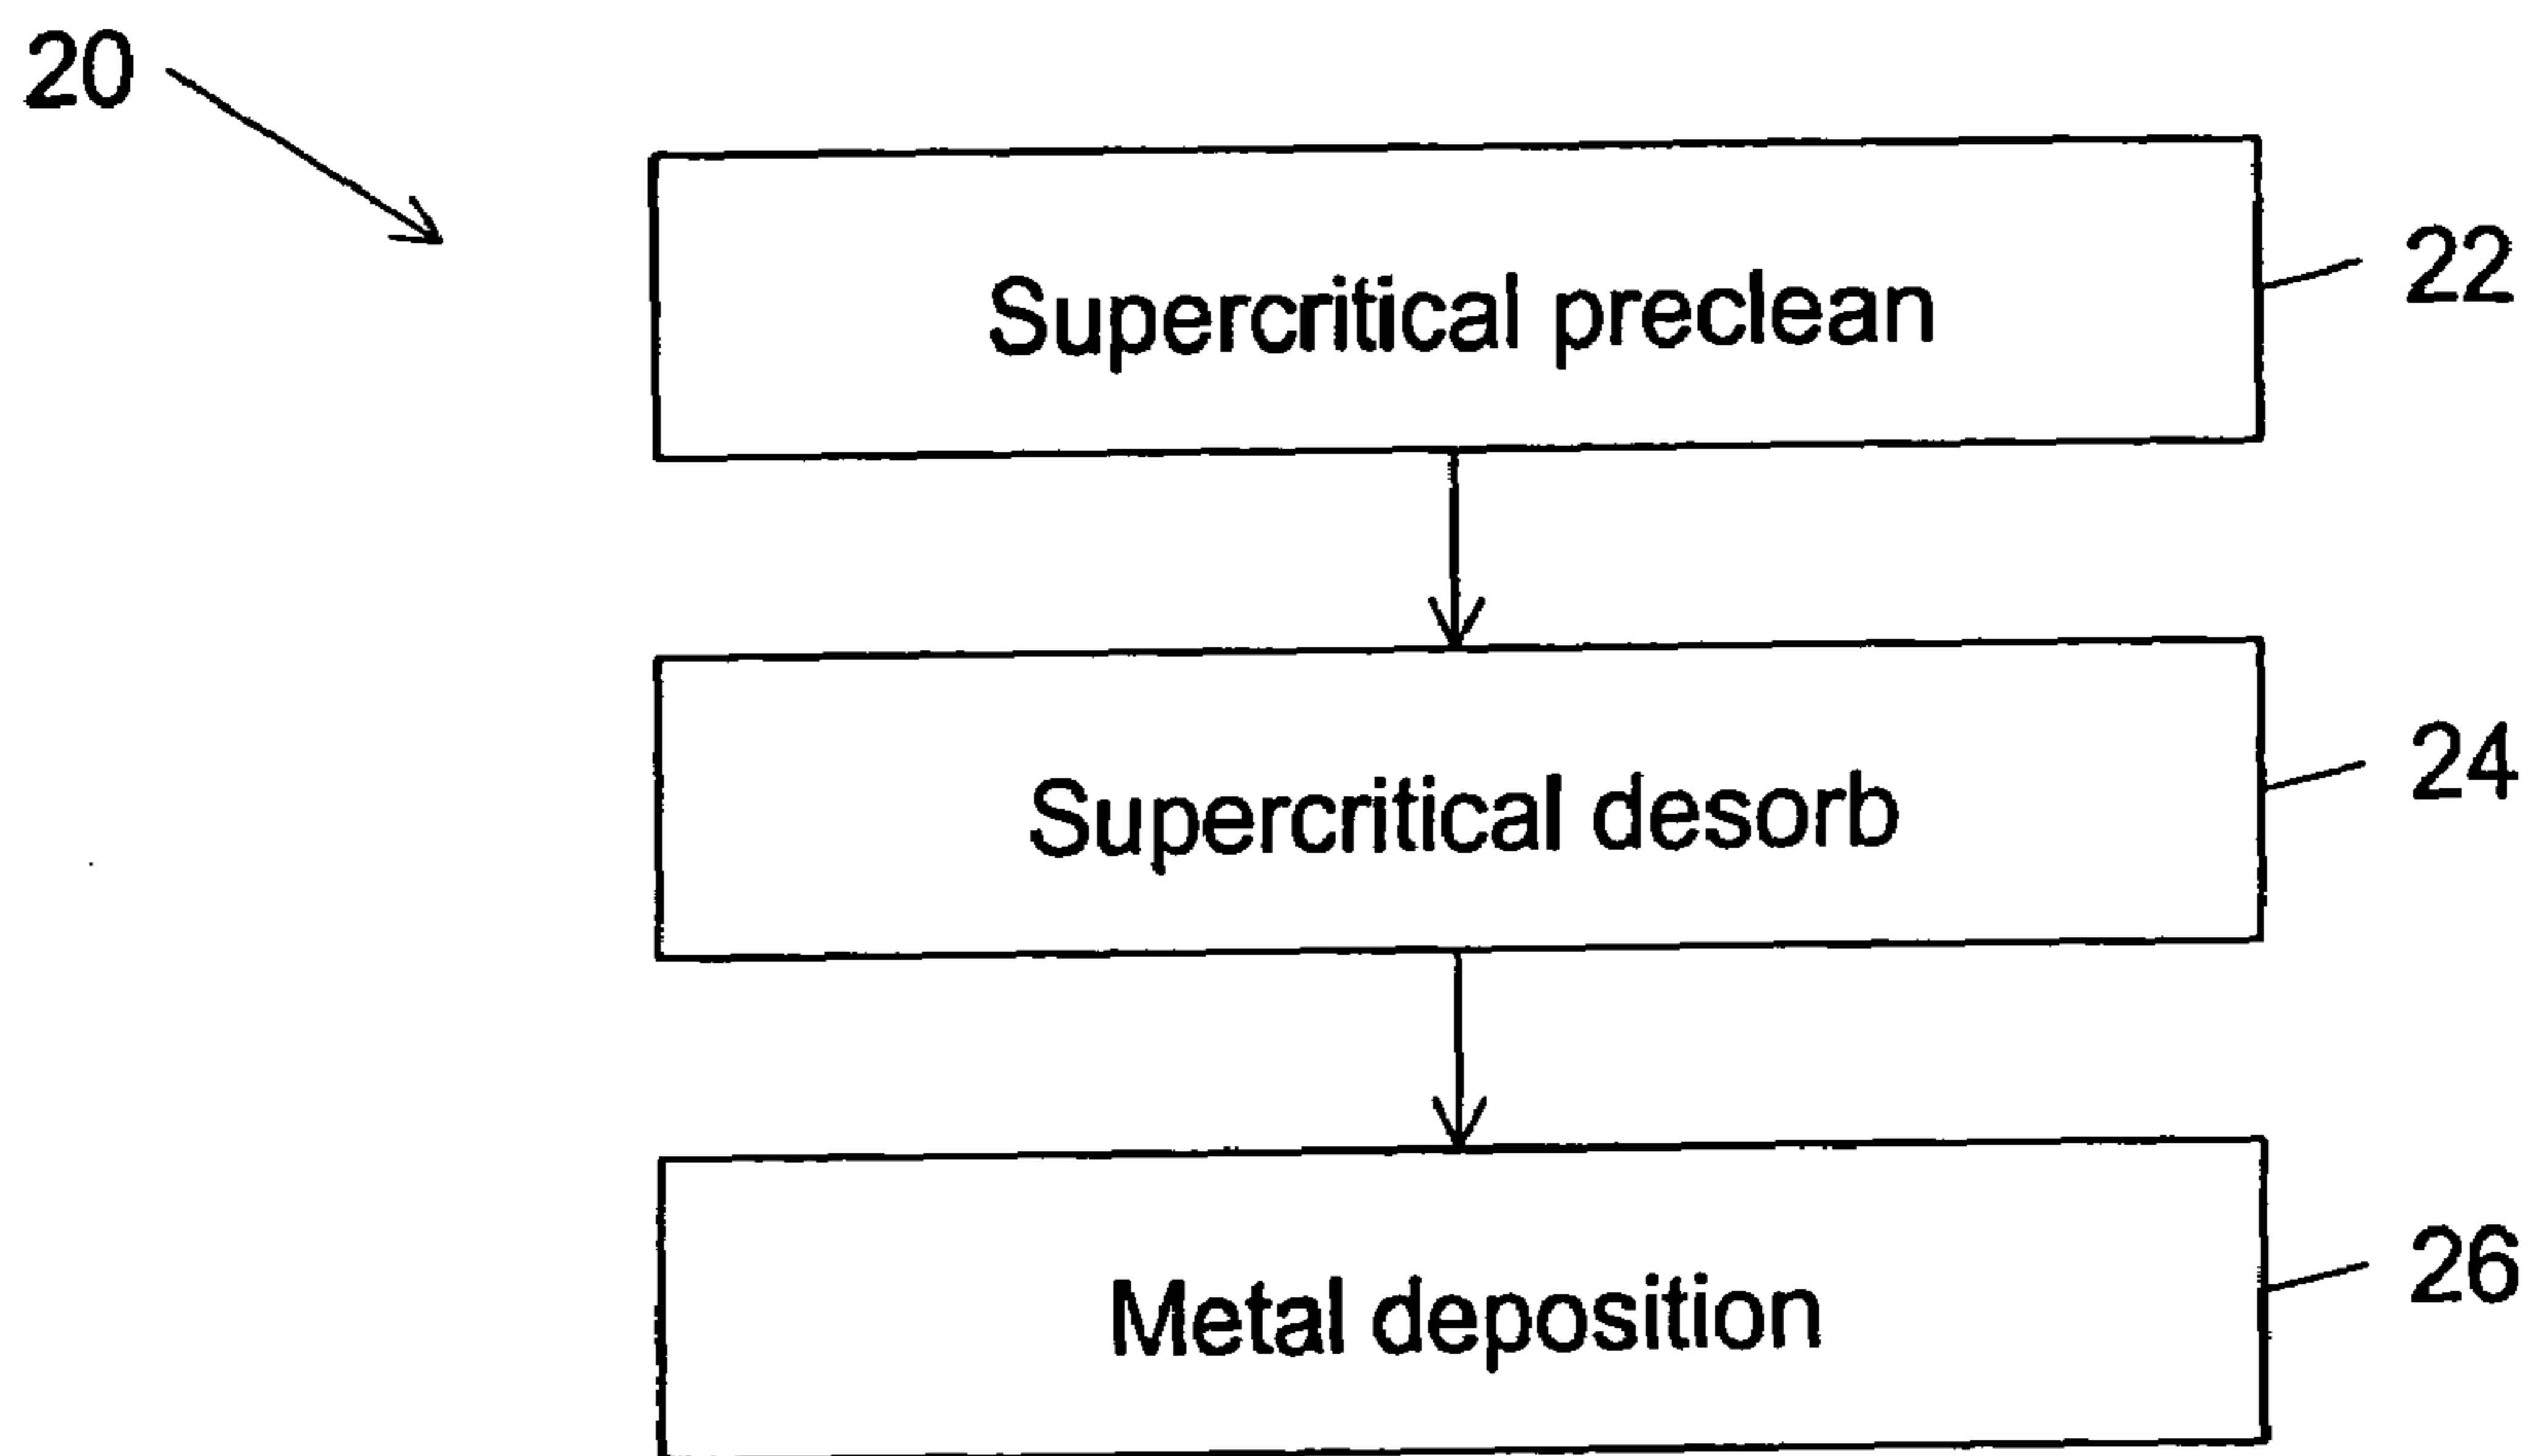 20
Supercritical preclean
22
Supercritical desorb
24
Metal deposition
26